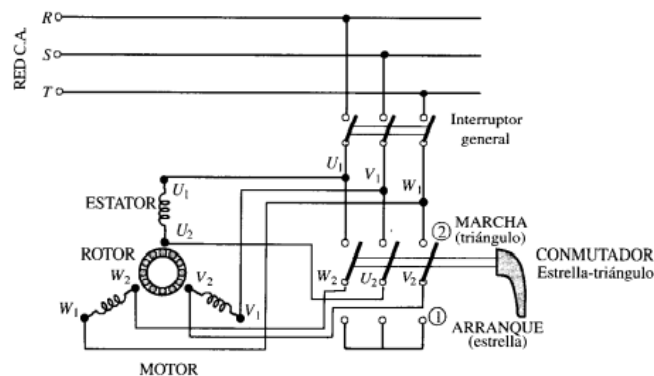 RED C.A.
R
S
T
Interruptor
general
U1
V1
W1
U1
ESTATOR
U2
② MARCHA
(triángulo)
CONMUTADOR
Estrella-triángulo
ROTOR
W2
V2
W2
U2
V2
W1
V1
① ARRANQUE
(estrella)
MOTOR